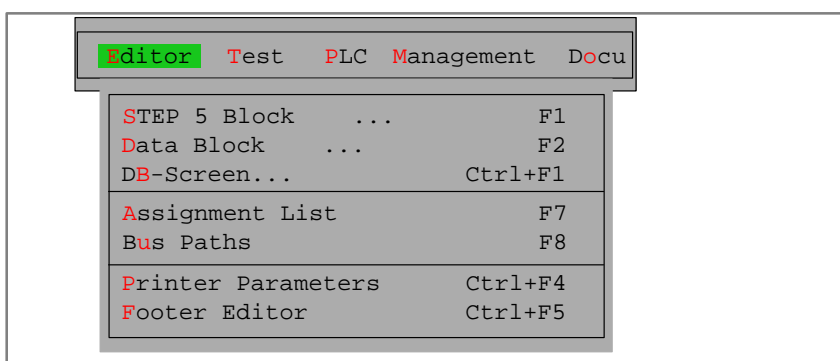 Editor Test PLC Management Docu
STEP 5 Block ... F1
Data Block ... F2
DB-Screen... Ctrl+F1
Assignment List F7
Bus Paths F8
Printer Parameters Ctrl+F4
Footer Editor Ctrl+F5